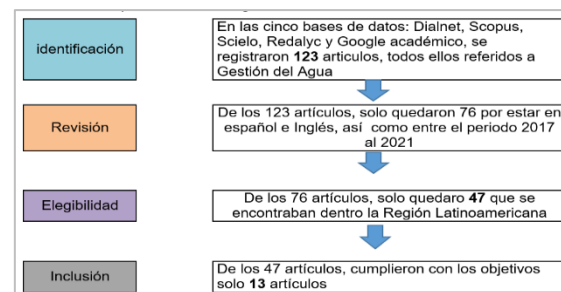 identificación
En las cinco bases de datos: Dialnet, Scopus,
Scielo, Redalyc y Google académico, se
registraron 123 articulos, todos ellos referidos a
Gestión del Agua
Revisión
De los 123 artículos, solo quedaron 76 por estar en
español e Inglés, así como entre el periodo 2017
al 2021
Elegibilidad
De los 76 artículos, solo quedaro 47 que se
encontraban dentro la Región Latinoamericana
Inclusión
De los 47 artículos, cumplieron con los objetivos
solo 13 artículos